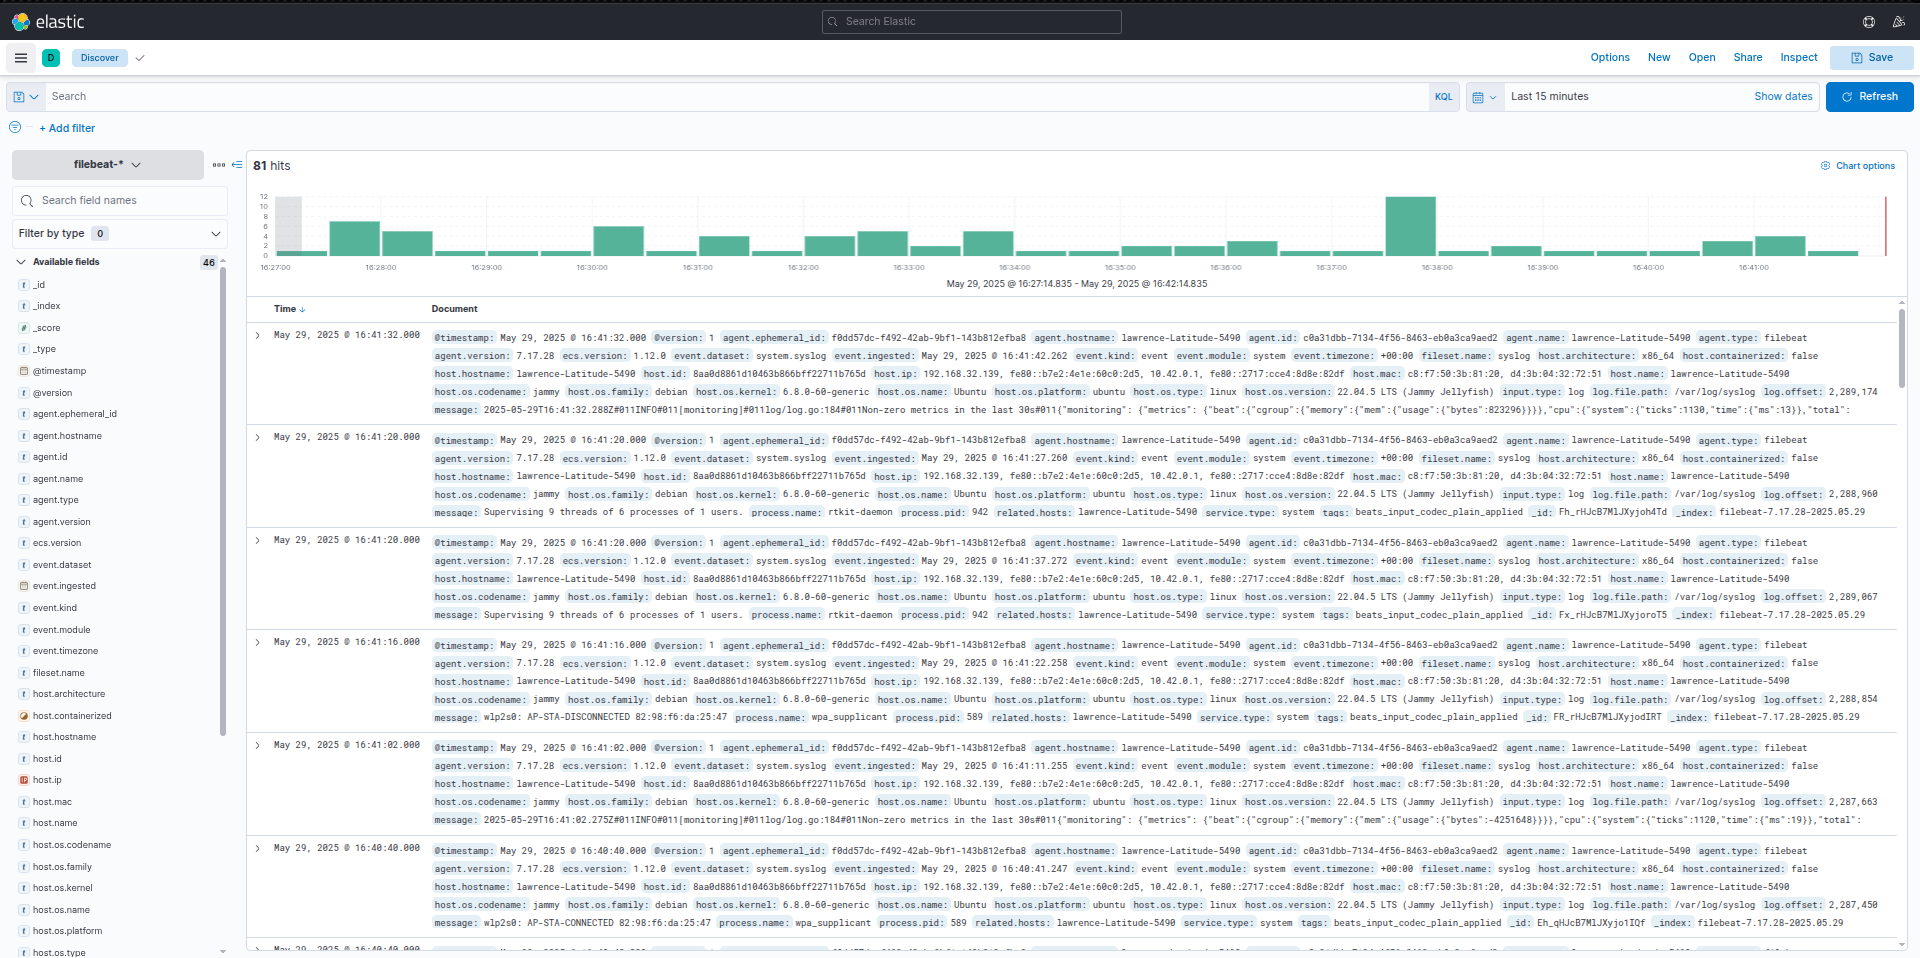 elastic
Search Elastic
D Discover
Options New Open Share Inspect Save
Search KQL Last 15 minutes Show dates Refresh
+ Add filter
filebeat-*
Search field names
Filter by type 0
Available fields 46
_id
_index
_score
_type
@timestamp
@version
agent.ephemeral_id
agent.hostname
agent.id
agent.name
agent.type
agent.version
ecs.version
event.dataset
event.ingested
event.kind
event.module
event.timezone
fileset.name
host.architecture
host.containerized
host.hostname
host.id
host.ip
host.mac
host.name
host.os.codename
host.os.family
host.os.kernel
host.os.name
host.os.platform
host.os.type
81 hits
Chart options
12
10
8
6
4
2
0
16:27:00 16:28:00 16:29:00 16:30:00 16:31:00 16:32:00 16:33:00 16:34:00 16:35:00 16:36:00 16:37:00 16:38:00 16:39:00 16:40:00 16:41:00
May 29, 2025 @ 16:27:14.835 - May 29, 2025 @ 16:42:14.835
Time Document
May 29, 2025 @ 16:41:32.000 @timestamp: May 29, 2025 @ 16:41:32.000 @version: 1 agent.ephemeral_id: f0dd57dc-f492-42ab-9bf1-143b812efba8 agent.hostname: lawrence-Latitude-5490 agent.id: c0a31dbb-7134-4f56-8463-eb0a3ca9aed2 agent.name: lawrence-Latitude-5490 agent.type: filebeat
agent.version: 7.17.28 ecs.version: 1.12.0 event.dataset: system.syslog event.ingested: May 29, 2025 @ 16:41:42.262 event.kind: event event.module: system event.timezone: +00:00 fileset.name: syslog host.architecture: x86_64 host.containerized: false
host.hostname: lawrence-Latitude-5490 host.id: 8aa0d8861d10463b866bff22711b765d host.ip: 192.168.32.139, fe80::b7e2:4e1e:60c0:2d5, 10.42.0.1, fe80::2717:cce4:8d8e:82df host.mac: c8:f7:50:3b:81:20, d4:3b:04:32:72:51 host.name: lawrence-Latitude-5490
host.os.codename: jammy host.os.family: debian host.os.kernel: 6.8.0-60-generic host.os.name: Ubuntu host.os.platform: ubuntu host.os.type: linux host.os.version: 22.04.5 LTS (Jammy Jellyfish) input.type: log log.file.path: /var/log/syslog log.offset: 2,289,174
message: 2025-05-29T16:41:32.288Z#011INFO#011[monitoring]#011log/log.go:184#011Non-zero metrics in the last 30s#011{"monitoring": {"metrics": {"beat":{"cgroup":{"memory":{"mem":{"usage":{"bytes":823296}}}},"cpu":{"system":{"ticks":1130,"time":{"ms":13}},"total":
May 29, 2025 @ 16:41:20.000 @timestamp: May 29, 2025 @ 16:41:20.000 @version: 1 agent.ephemeral_id: f0dd57dc-f492-42ab-9bf1-143b812efba8 agent.hostname: lawrence-Latitude-5490 agent.id: c0a31dbb-7134-4f56-8463-eb0a3ca9aed2 agent.name: lawrence-Latitude-5490 agent.type: filebeat
agent.version: 7.17.28 ecs.version: 1.12.0 event.dataset: system.syslog event.ingested: May 29, 2025 @ 16:41:27.260 event.kind: event event.module: system event.timezone: +00:00 fileset.name: syslog host.architecture: x86_64 host.containerized: false
host.hostname: lawrence-Latitude-5490 host.id: 8aa0d8861d10463b866bff22711b765d host.ip: 192.168.32.139, fe80::b7e2:4e1e:60c0:2d5, 10.42.0.1, fe80::2717:cce4:8d8e:82df host.mac: c8:f7:50:3b:81:20, d4:3b:04:32:72:51 host.name: lawrence-Latitude-5490
host.os.codename: jammy host.os.family: debian host.os.kernel: 6.8.0-60-generic host.os.name: Ubuntu host.os.platform: ubuntu host.os.type: linux host.os.version: 22.04.5 LTS (Jammy Jellyfish) input.type: log log.file.path: /var/log/syslog log.offset: 2,288,960
message: Supervising 9 threads of 6 processes of 1 users. process.name: rtkit-daemon process.pid: 942 related.hosts: lawrence-Latitude-5490 service.type: system tags: beats_input_codec_plain_applied _id: Fh_rHJcB7MlJXyjoh4Td _index: filebeat-7.17.28-2025.05.29
May 29, 2025 @ 16:41:20.000 @timestamp: May 29, 2025 @ 16:41:20.000 @version: 1 agent.ephemeral_id: f0dd57dc-f492-42ab-9bf1-143b812efba8 agent.hostname: lawrence-Latitude-5490 agent.id: c0a31dbb-7134-4f56-8463-eb0a3ca9aed2 agent.name: lawrence-Latitude-5490 agent.type: filebeat
agent.version: 7.17.28 ecs.version: 1.12.0 event.dataset: system.syslog event.ingested: May 29, 2025 @ 16:41:37.272 event.kind: event event.module: system event.timezone: +00:00 fileset.name: syslog host.architecture: x86_64 host.containerized: false
host.hostname: lawrence-Latitude-5490 host.id: 8aa0d8861d10463b866bff22711b765d host.ip: 192.168.32.139, fe80::b7e2:4e1e:60c0:2d5, 10.42.0.1, fe80::2717:cce4:8d8e:82df host.mac: c8:f7:50:3b:81:20, d4:3b:04:32:72:51 host.name: lawrence-Latitude-5490
host.os.codename: jammy host.os.family: debian host.os.kernel: 6.8.0-60-generic host.os.name: Ubuntu host.os.platform: ubuntu host.os.type: linux host.os.version: 22.04.5 LTS (Jammy Jellyfish) input.type: log log.file.path: /var/log/syslog log.offset: 2,289,067
message: Supervising 9 threads of 6 processes of 1 users. process.name: rtkit-daemon process.pid: 942 related.hosts: lawrence-Latitude-5490 service.type: system tags: beats_input_codec_plain_applied _id: Fx_rHJcB7MlJXyjoroT5 _index: filebeat-7.17.28-2025.05.29
May 29, 2025 @ 16:41:16.000 @timestamp: May 29, 2025 @ 16:41:16.000 @version: 1 agent.ephemeral_id: f0dd57dc-f492-42ab-9bf1-143b812efba8 agent.hostname: lawrence-Latitude-5490 agent.id: c0a31dbb-7134-4f56-8463-eb0a3ca9aed2 agent.name: lawrence-Latitude-5490 agent.type: filebeat
agent.version: 7.17.28 ecs.version: 1.12.0 event.dataset: system.syslog event.ingested: May 29, 2025 @ 16:41:22.258 event.kind: event event.module: system event.timezone: +00:00 fileset.name: syslog host.architecture: x86_64 host.containerized: false
host.hostname: lawrence-Latitude-5490 host.id: 8aa0d8861d10463b866bff22711b765d host.ip: 192.168.32.139, fe80::b7e2:4e1e:60c0:2d5, 10.42.0.1, fe80::2717:cce4:8d8e:82df host.mac: c8:f7:50:3b:81:20, d4:3b:04:32:72:51 host.name: lawrence-Latitude-5490
host.os.codename: jammy host.os.family: debian host.os.kernel: 6.8.0-60-generic host.os.name: Ubuntu host.os.platform: ubuntu host.os.type: linux host.os.version: 22.04.5 LTS (Jammy Jellyfish) input.type: log log.file.path: /var/log/syslog log.offset: 2,288,854
message: wlp2s0: AP-STA-DISCONNECTED 82:98:f6:da:25:47 process.name: wpa_supplicant process.pid: 589 related.hosts: lawrence-Latitude-5490 service.type: system tags: beats_input_codec_plain_applied _id: FR_rHJcB7MlJXyjodIRT _index: filebeat-7.17.28-2025.05.29
May 29, 2025 @ 16:41:02.000 @timestamp: May 29, 2025 @ 16:41:02.000 @version: 1 agent.ephemeral_id: f0dd57dc-f492-42ab-9bf1-143b812efba8 agent.hostname: lawrence-Latitude-5490 agent.id: c0a31dbb-7134-4f56-8463-eb0a3ca9aed2 agent.name: lawrence-Latitude-5490 agent.type: filebeat
agent.version: 7.17.28 ecs.version: 1.12.0 event.dataset: system.syslog event.ingested: May 29, 2025 @ 16:41:11.255 event.kind: event event.module: system event.timezone: +00:00 fileset.name: syslog host.architecture: x86_64 host.containerized: false
host.hostname: lawrence-Latitude-5490 host.id: 8aa0d8861d10463b866bff22711b765d host.ip: 192.168.32.139, fe80::b7e2:4e1e:60c0:2d5, 10.42.0.1, fe80::2717:cce4:8d8e:82df host.mac: c8:f7:50:3b:81:20, d4:3b:04:32:72:51 host.name: lawrence-Latitude-5490
host.os.codename: jammy host.os.family: debian host.os.kernel: 6.8.0-60-generic host.os.name: Ubuntu host.os.platform: ubuntu host.os.type: linux host.os.version: 22.04.5 LTS (Jammy Jellyfish) input.type: log log.file.path: /var/log/syslog log.offset: 2,287,663
message: 2025-05-29T16:41:02.275Z#011INFO#011[monitoring]#011log/log.go:184#011Non-zero metrics in the last 30s#011{"monitoring": {"metrics": {"beat":{"cgroup":{"memory":{"mem":{"usage":{"bytes":-4251648}}}},"cpu":{"system":{"ticks":1120,"time":{"ms":19}},"total":
May 29, 2025 @ 16:40:40.000 @timestamp: May 29, 2025 @ 16:40:40.000 @version: 1 agent.ephemeral_id: f0dd57dc-f492-42ab-9bf1-143b812efba8 agent.hostname: lawrence-Latitude-5490 agent.id: c0a31dbb-7134-4f56-8463-eb0a3ca9aed2 agent.name: lawrence-Latitude-5490 agent.type: filebeat
agent.version: 7.17.28 ecs.version: 1.12.0 event.dataset: system.syslog event.ingested: May 29, 2025 @ 16:40:41.247 event.kind: event event.module: system event.timezone: +00:00 fileset.name: syslog host.architecture: x86_64 host.containerized: false
host.hostname: lawrence-Latitude-5490 host.id: 8aa0d8861d10463b866bff22711b765d host.ip: 192.168.32.139, fe80::b7e2:4e1e:60c0:2d5, 10.42.0.1, fe80::2717:cce4:8d8e:82df host.mac: c8:f7:50:3b:81:20, d4:3b:04:32:72:51 host.name: lawrence-Latitude-5490
host.os.codename: jammy host.os.family: debian host.os.kernel: 6.8.0-60-generic host.os.name: Ubuntu host.os.platform: ubuntu host.os.type: linux host.os.version: 22.04.5 LTS (Jammy Jellyfish) input.type: log log.file.path: /var/log/syslog log.offset: 2,287,450
message: wlp2s0: AP-STA-CONNECTED 82:98:f6:da:25:47 process.name: wpa_supplicant process.pid: 589 related.hosts: lawrence-Latitude-5490 service.type: system tags: beats_input_codec_plain_applied _id: Eh_qHJcB7MlJXyjo1IQf _index: filebeat-7.17.28-2025.05.29
May 29, 2025 @ 16:40:40.000